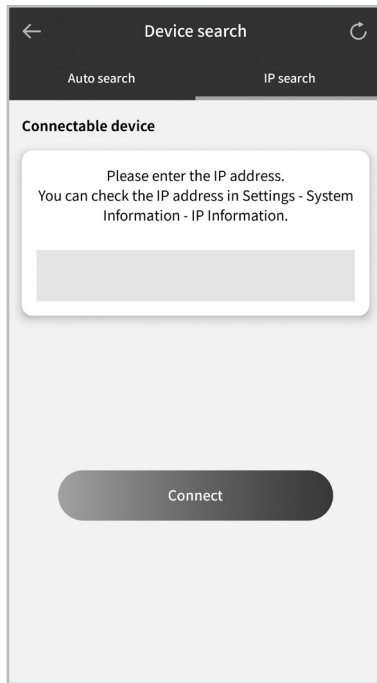 Device search
Auto search
IP search
Connectable device
Please enter the IP address.
You can check the IP address in Settings - System
Information - IP Information.
Connect